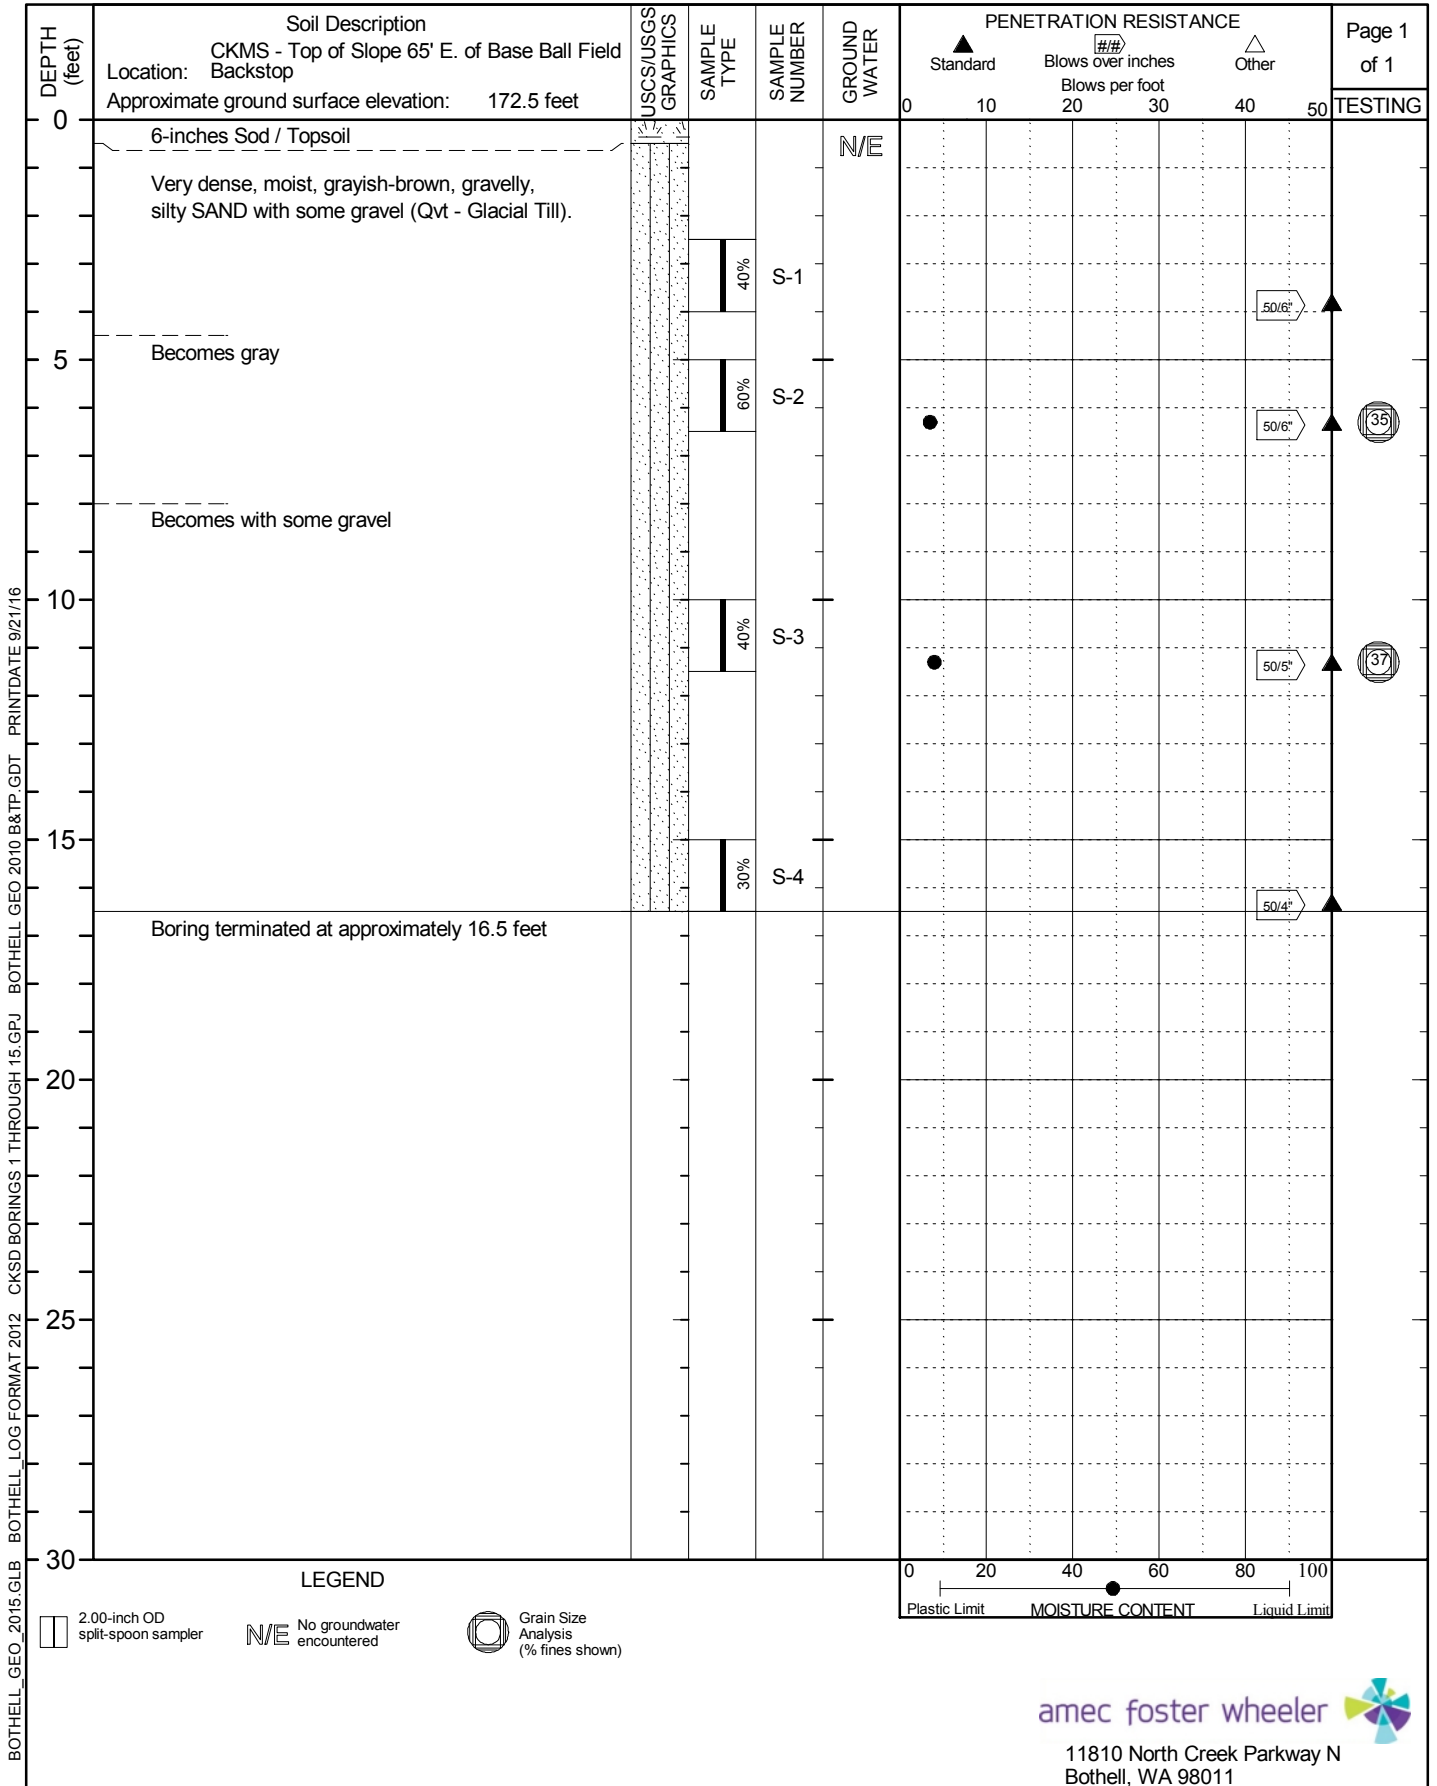 DEPTH
(feet)
Soil Description
Location: CKMS - Top of Slope 65' E. of Base Ball Field
Backstop
Approximate ground surface elevation: 172.5 feet
USCS/USGS
GRAPHICS
SAMPLE
TYPE
SAMPLE
NUMBER
GROUND
WATER
PENETRATION RESISTANCE
Standard
#/#
Blows over inches
Other
Blows per foot
0 10 20 30 40 50
Page 1
of 1
TESTING
0
6-inches Sod / Topsoil
N/E
Very dense, moist, grayish-brown, gravelly,
silty SAND with some gravel (Qvt - Glacial Till).
40% S-1
50/6"
Becomes gray
5
60% S-2
50/6"
35
Becomes with some gravel
10
40% S-3
50/5"
37
15
30% S-4
50/4"
Boring terminated at approximately 16.5 feet
20
25
30
0 20 40 60 80 100
Plastic Limit MOISTURE CONTENT Liquid Limit
LEGEND
2.00-inch OD
split-spoon sampler
N/E No groundwater
encountered
Grain Size
Analysis
(% fines shown)
amec foster wheeler
11810 North Creek Parkway N
Bothell, WA 98011
BOTHELL_GEO_2015.GLB BOTHELL_LOG FORMAT 2012 CKSD BORINGS 1 THROUGH 15.GPJ BOTHELL GEO 2010 B&TP.GDT PRINTDATE 9/21/16